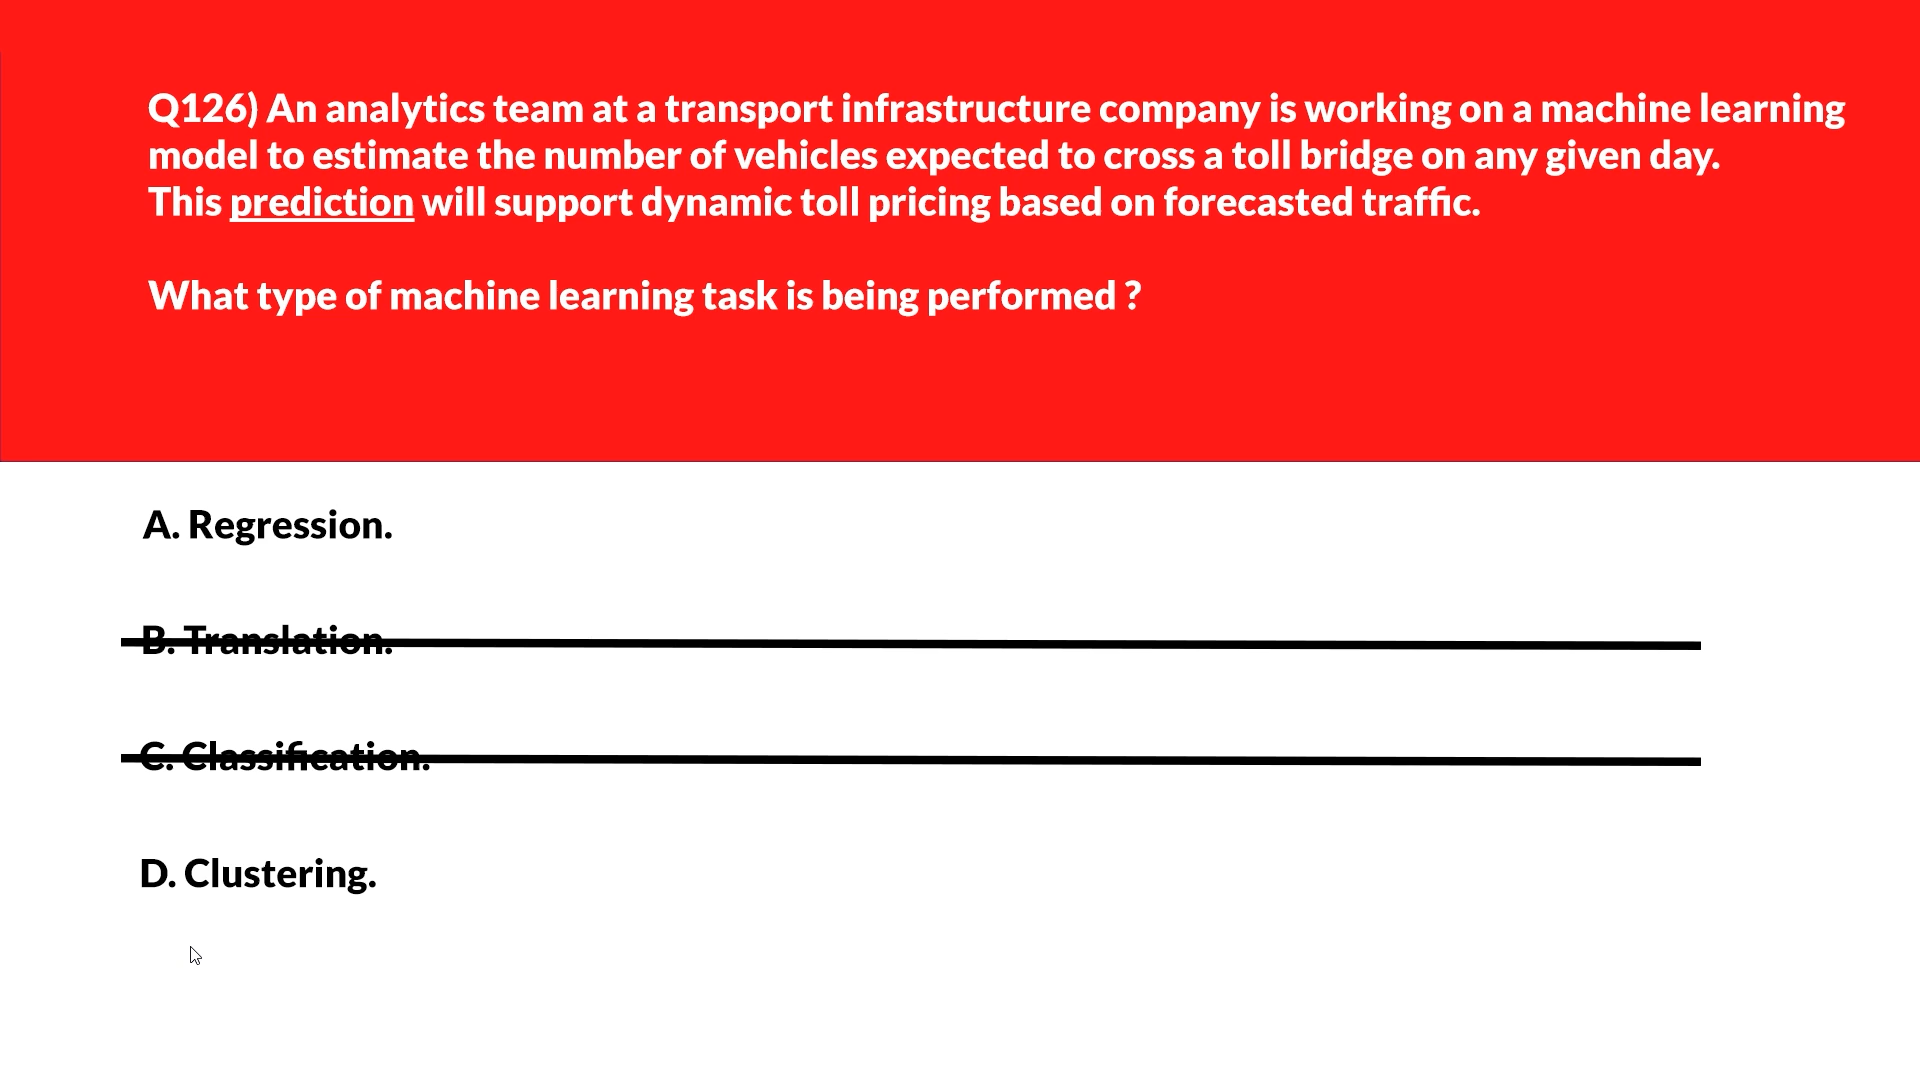 Q126) An analytics team at a transport infrastructure company is working on a machine learning
model to estimate the number of vehicles expected to cross a toll bridge on any given day.
This prediction will support dynamic toll pricing based on forecasted traffic.
What type of machine learning task is being performed ?
A. Regression.
B. Translation.
C. Classification.
D. Clustering.